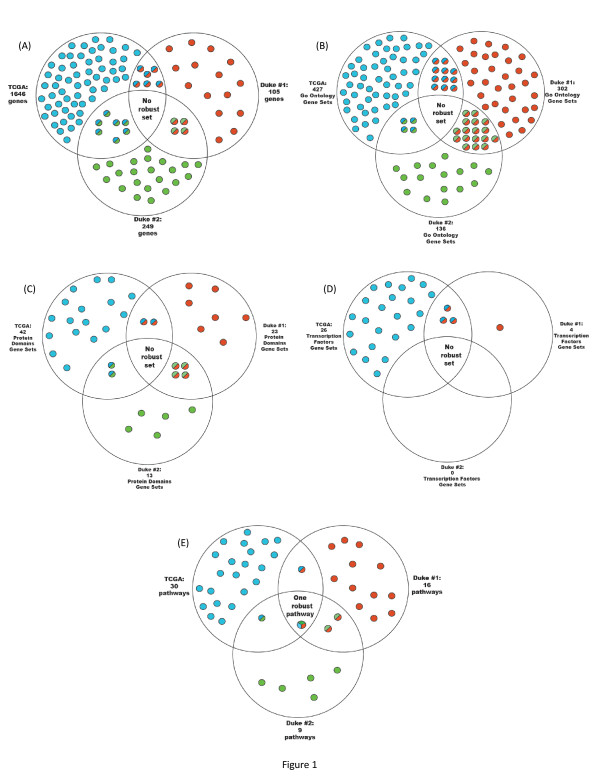 (A)
TCGA:
1646
genes
No
robust
set
Duke #1:
105
genes
Duke #2:
249
genes
(B)
TCGA:
427
Go Ontology
Gene Sets
No
robust
set
Duke #1:
302
Go Ontology
Gene Sets
Duke #2:
136
Go Ontology
Gene Sets
(C)
TCGA:
42
Protein
Domains
Gene Sets
No
robust
set
Duke #1:
23
Protein
Domains
Gene Sets
Duke #2:
13
Protein Domains
Gene Sets
(D)
TCGA:
26
Transcription
Factors
Gene Sets
No
robust
set
Duke #1:
4
Transcription
Factors
Gene Sets
Duke #2:
0
Transcription Factors
Gene Sets
(E)
TCGA:
30
pathways
One
robust
pathway
Duke #1:
16
pathways
Duke #2:
9
pathways
Figure 1